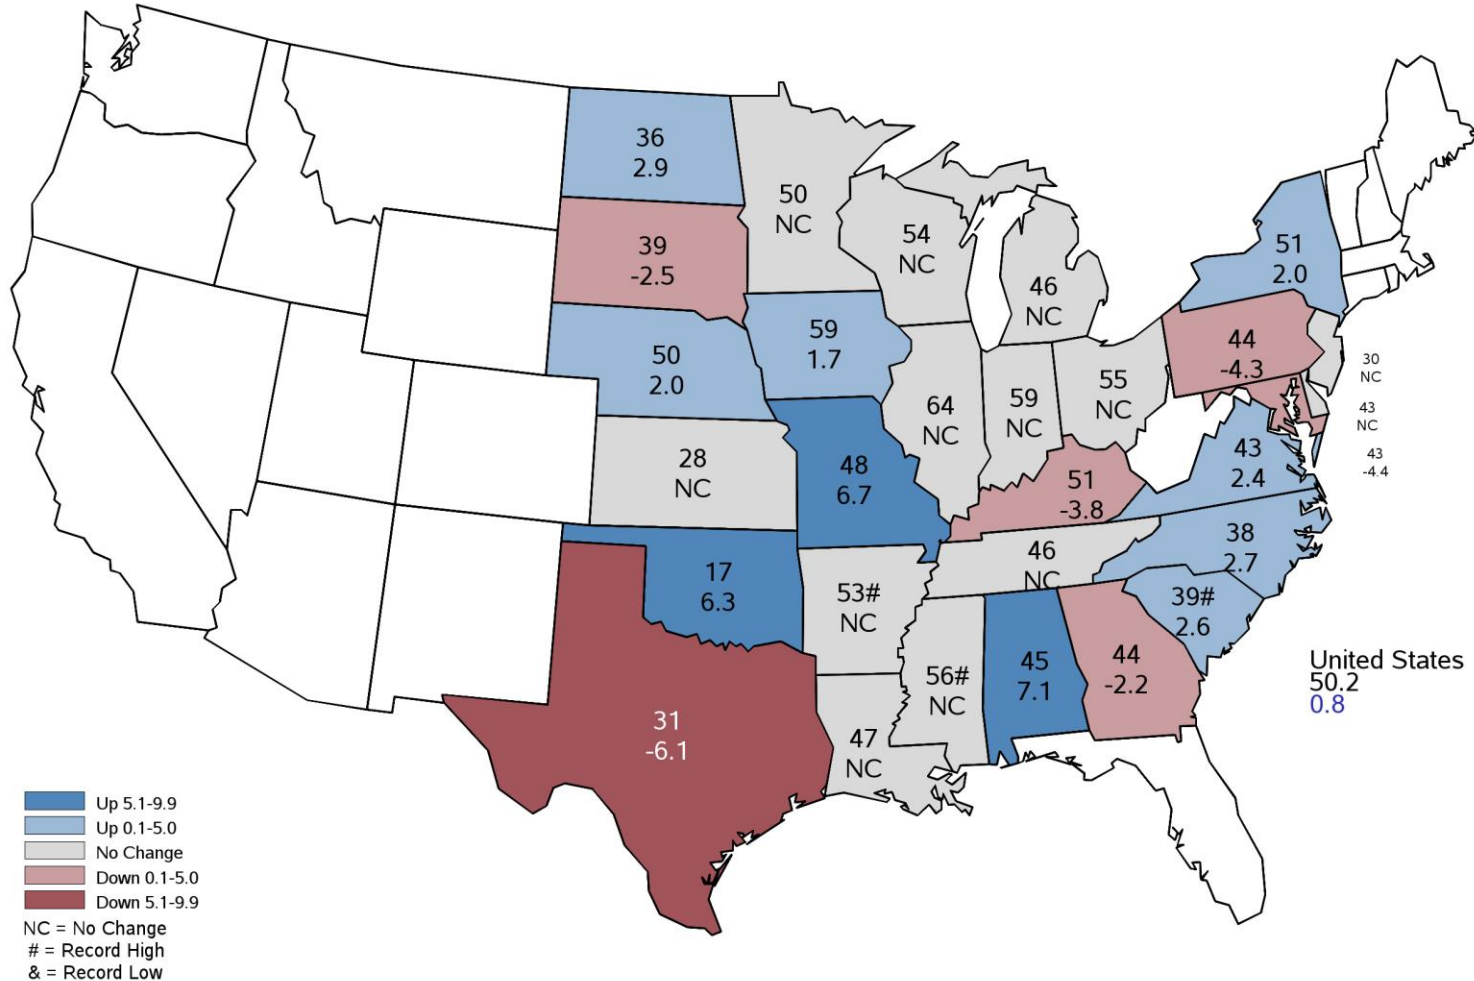 36
2.9
50
NC
39
-2.5
54
NC
46
NC
51
2.0
59
1.7
50
2.0
44
-4.3
30
NC
43
NC
43
-4.4
64
NC
59
NC
55
NC
28
NC
48
6.7
51
-3.8
43
2.4
46
NC
38
2.7
17
6.3
53#
NC
39#
2.6
56#
NC
45
7.1
44
-2.2
31
-6.1
47
NC
United States
50.2
0.8
Up 5.1-9.9
Up 0.1-5.0
No Change
Down 0.1-5.0
Down 5.1-9.9
NC = No Change
# = Record High
& = Record Low